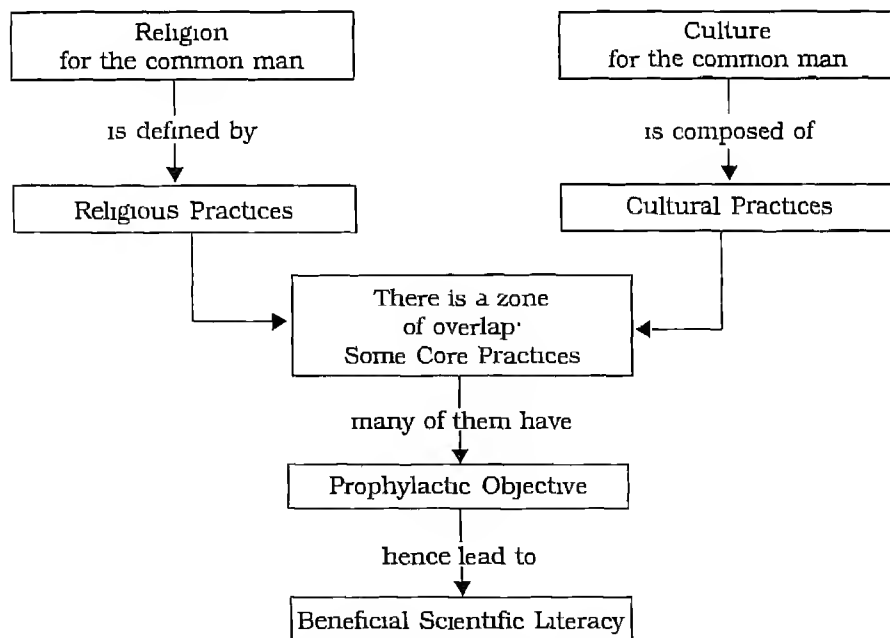 Religion
for the common man
Culture
for the common man
is defined by
is composed of
Religious Practices
Cultural Practices
There is a zone
of overlap:
Some Core Practices
many of them have
Prophylactic Objective
hence lead to
Beneficial Scientific Literacy